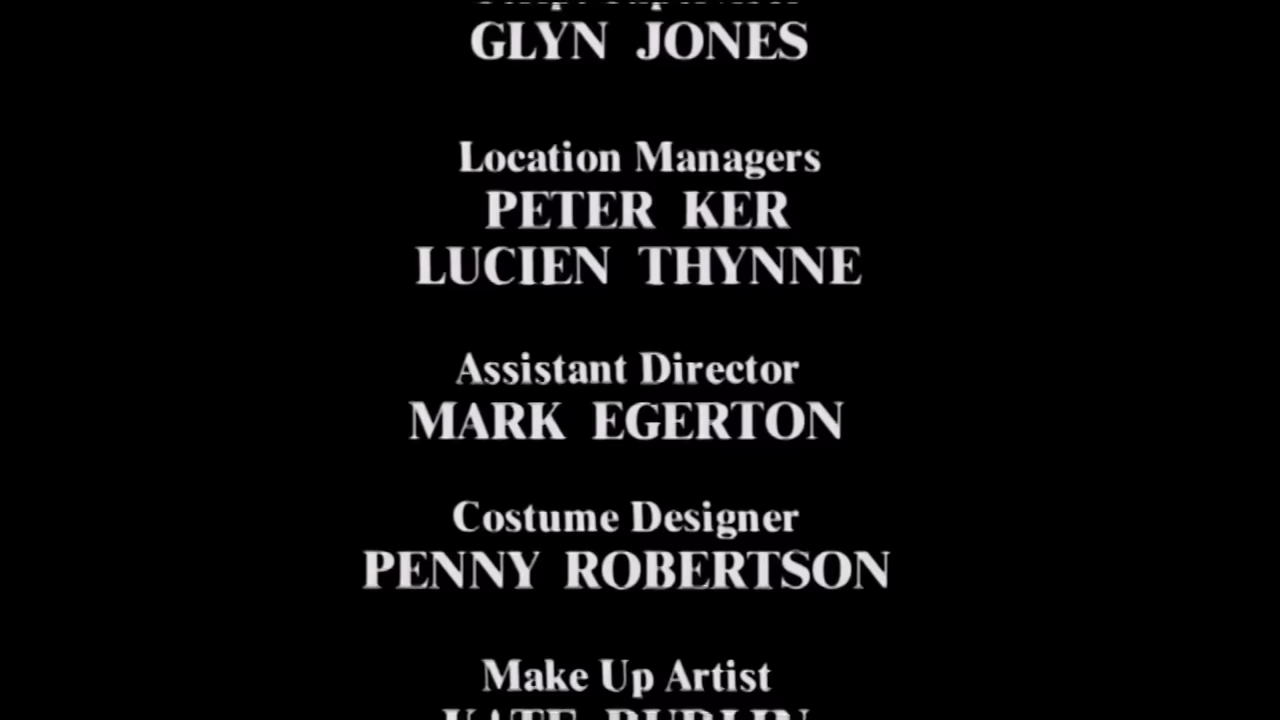 GLYN JONES
Location Managers
PETER KER
LUCIEN THYNNE
Assistant Director
MARK EGERTON
Costume Designer
PENNY ROBERTSON
Make Up Artist